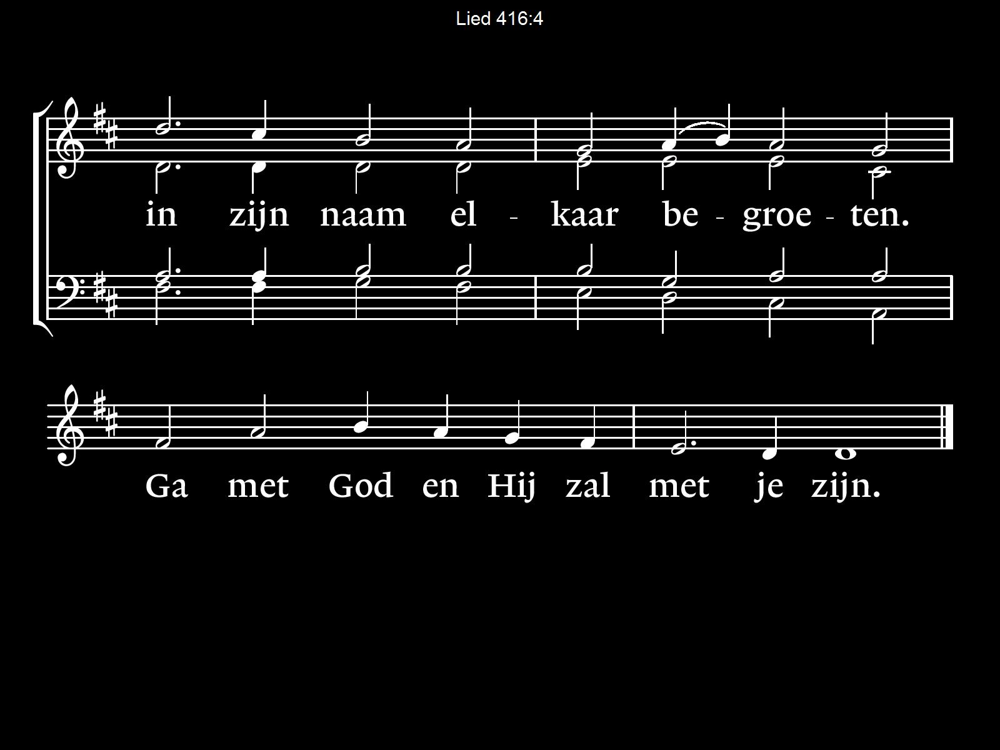 Lied 416:4
in zijn naam el - kaar be - groe - ten.
Ga met God en Hij zal met je zijn.